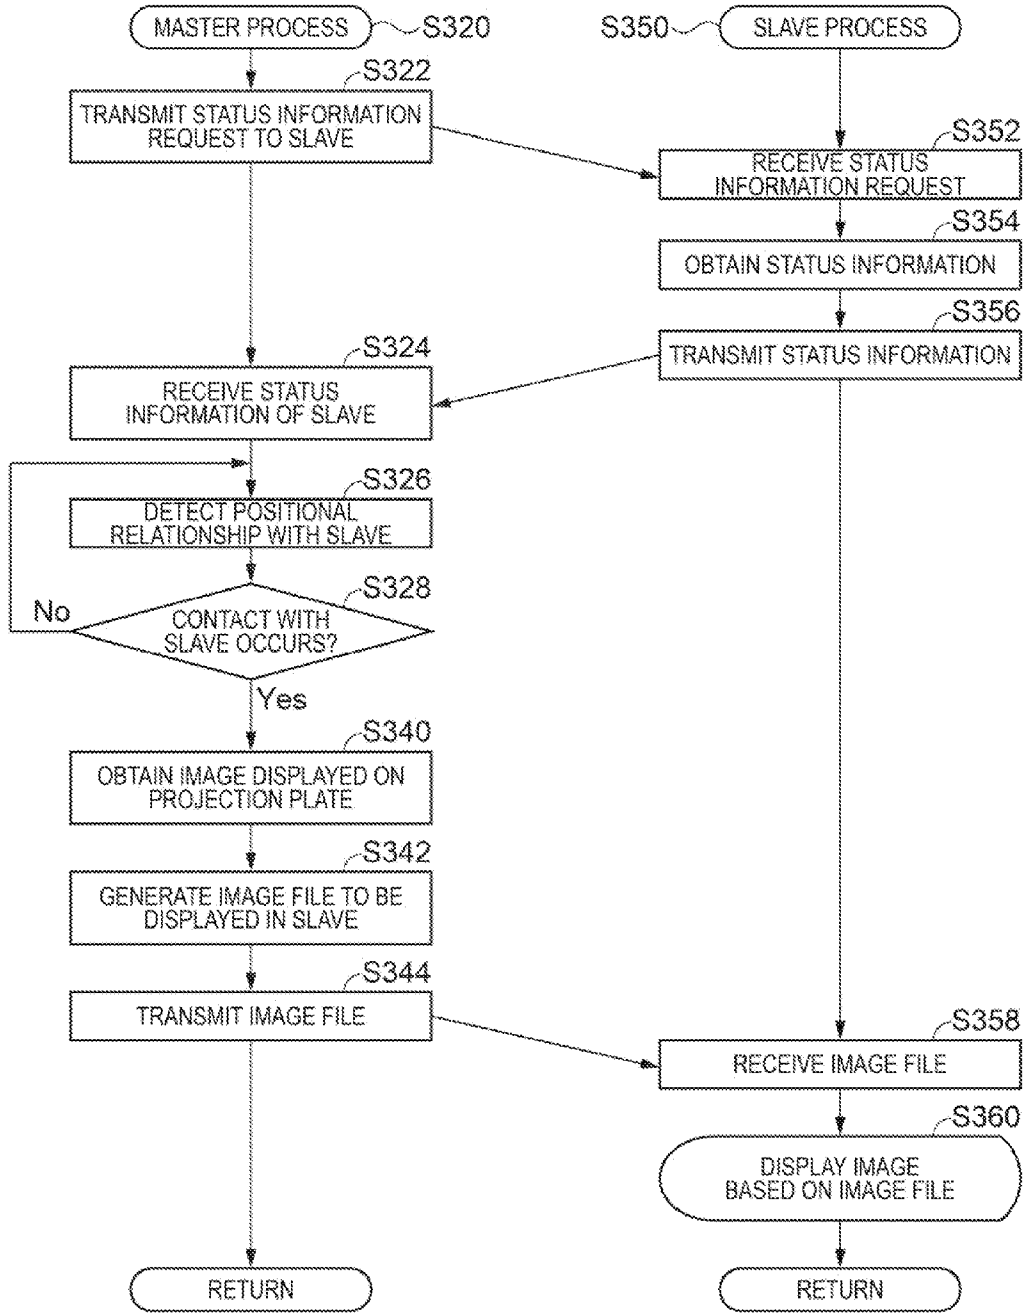 MASTER PROCESS
S320
S350
SLAVE PROCESS
S322
TRANSMIT STATUS INFORMATION
REQUEST TO SLAVE
S352
RECEIVE STATUS
INFORMATION REQUEST
S354
OBTAIN STATUS INFORMATION
S356
TRANSMIT STATUS INFORMATION
S324
RECEIVE STATUS
INFORMATION OF SLAVE
S326
DETECT POSITIONAL
RELATIONSHIP WITH SLAVE
S328
No
CONTACT WITH
SLAVE OCCURS?
Yes
S340
OBTAIN IMAGE DISPLAYED ON
PROJECTION PLATE
S342
GENERATE IMAGE FILE TO BE
DISPLAYED IN SLAVE
S344
TRANSMIT IMAGE FILE
S358
RECEIVE IMAGE FILE
S360
DISPLAY IMAGE
BASED ON IMAGE FILE
RETURN
RETURN